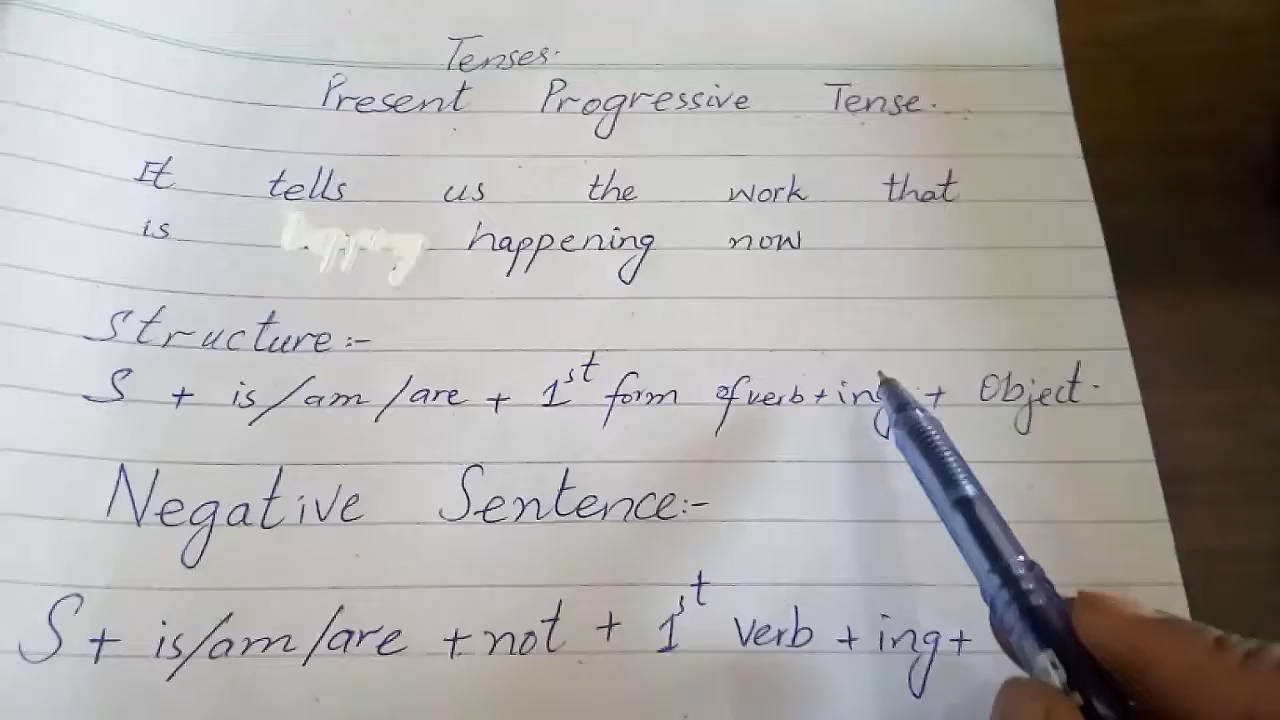 Tenses.
Present Progressive Tense.
It tells us the work that
is happening now
Structure:-
S + is/am/are + 1st form of verb + ing + Object.
Negative Sentence:-
S + is/am/are + not + 1st verb + ing +